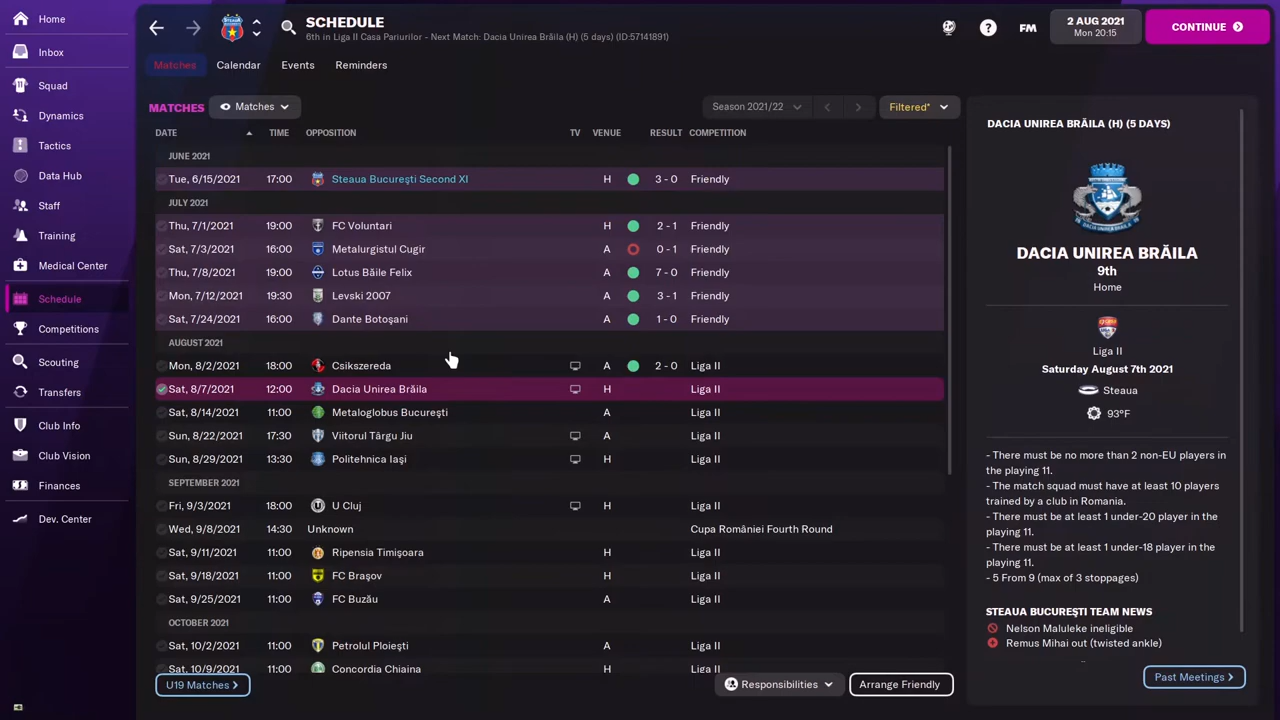 Home
Inbox
Squad
Dynamics
Tactics
Data Hub
Staff
Training
Medical Center
Schedule
Competitions
Scouting
Transfers
Club Info
Club Vision
Finances
Dev. Center
SCHEDULE
6th in Liga II Casa Pariurilor - Next Match: Dacia Unirea Brăila (H) (5 days) (ID:57141891)
FM
2 AUG 2021
Mon 20:15
CONTINUE
Matches Calendar Events Reminders
MATCHES Matches Season 2021/22 Filtered*
DATE TIME OPPOSITION TV VENUE RESULT COMPETITION
JUNE 2021
Tue, 6/15/2021 17:00 Steaua Bucureşti Second XI H 3 - 0 Friendly
JULY 2021
Thu, 7/1/2021 19:00 FC Voluntari H 2 - 1 Friendly
Sat, 7/3/2021 16:00 Metalurgistul Cugir A 0 - 1 Friendly
Thu, 7/8/2021 19:00 Lotus Băile Felix A 7 - 0 Friendly
Mon, 7/12/2021 19:30 Levski 2007 A 3 - 1 Friendly
Sat, 7/24/2021 16:00 Dante Botoşani A 1 - 0 Friendly
AUGUST 2021
Mon, 8/2/2021 18:00 Csikszereda A 2 - 0 Liga II
Sat, 8/7/2021 12:00 Dacia Unirea Brăila H Liga II
Sat, 8/14/2021 11:00 Metaloglobus Bucureşti A Liga II
Sun, 8/22/2021 17:30 Viitorul Târgu Jiu A Liga II
Sun, 8/29/2021 13:30 Politehnica Iaşi H Liga II
SEPTEMBER 2021
Fri, 9/3/2021 18:00 U Cluj H Liga II
Wed, 9/8/2021 14:30 Unknown Cupa României Fourth Round
Sat, 9/11/2021 11:00 Ripensia Timişoara H Liga II
Sat, 9/18/2021 11:00 FC Braşov H Liga II
Sat, 9/25/2021 11:00 FC Buzău A Liga II
OCTOBER 2021
Sat, 10/2/2021 11:00 Petrolul Ploieşti A Liga II
Sat, 10/9/2021 11:00 Concordia Chiaina H Liga II
U19 Matches Responsibilities Arrange Friendly
DACIA UNIREA BRĂILA (H) (5 DAYS)
DACIA UNIREA BRĂILA
9th
Home
Liga II
Saturday August 7th 2021
Steaua
93°F
- There must be no more than 2 non-EU players in
the playing 11.
- The match squad must have at least 10 players
trained by a club in Romania.
- There must be at least 1 under-20 player in the
playing 11.
- There must be at least 1 under-18 player in the
playing 11.
- 5 From 9 (max of 3 stoppages)
STEAUA BUCUREŞTI TEAM NEWS
Nelson Maluleke ineligible
Remus Mihai out (twisted ankle)
Past Meetings